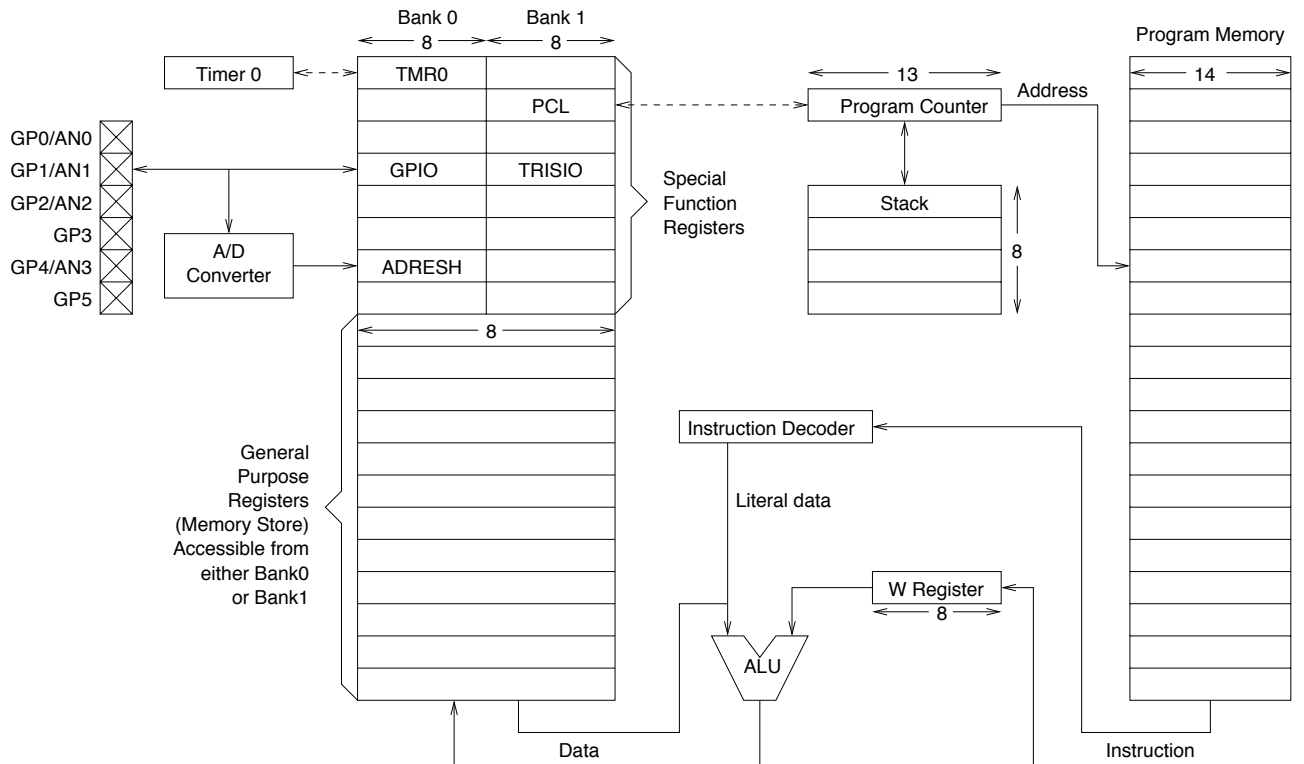 Bank 0
Bank 1
8
8
Program Memory
Timer 0
TMR0
13
Address
14
PCL
Program Counter
GP0/AN0
GP1/AN1
GPIO
TRISIO
Special
Function
Registers
GP2/AN2
Stack
GP3
A/D
Converter
8
GP4/AN3
ADRESH
GP5
8
Instruction Decoder
General
Purpose
Registers
(Memory Store)
Accessible from
either Bank0
or Bank1
Literal data
W Register
8
ALU
Data
Instruction